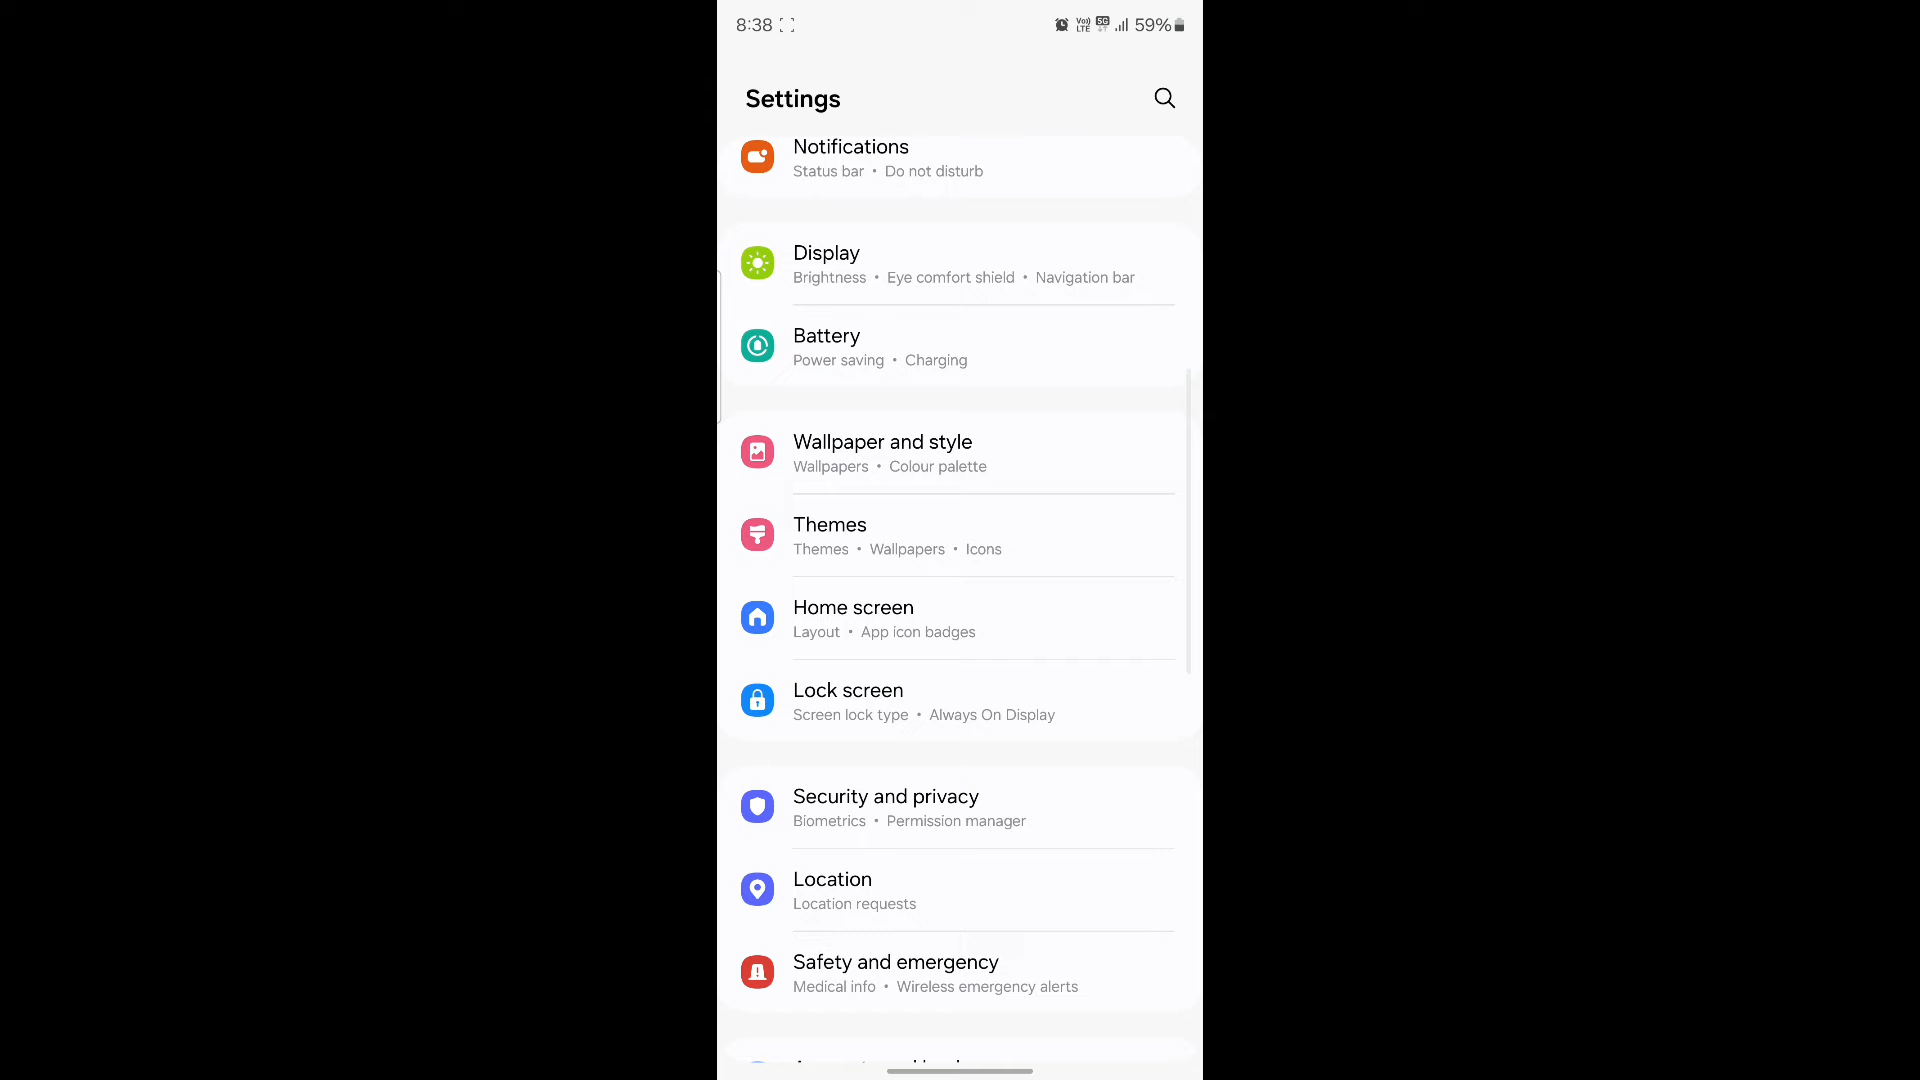 8:38 Vo)) LTE 5G 59%
Settings
Notifications
Status bar • Do not disturb
Display
Brightness • Eye comfort shield • Navigation bar
Battery
Power saving • Charging
Wallpaper and style
Wallpapers • Colour palette
Themes
Themes • Wallpapers • Icons
Home screen
Layout • App icon badges
Lock screen
Screen lock type • Always On Display
Security and privacy
Biometrics • Permission manager
Location
Location requests
Safety and emergency
Medical info • Wireless emergency alerts